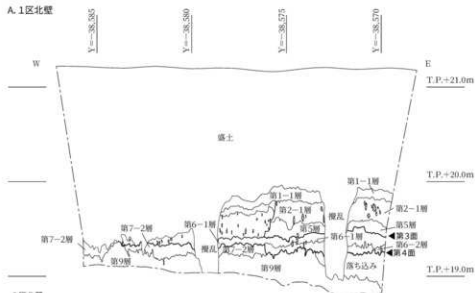 A. 1区北壁
Y=-38,585
Y=-38,580
Y=-38,575
Y=-38,570
W
E
T.P.+21.0m
盛土
T.P.+20.0m
第1-1層
第1-1層
第2-1層
第2-1層
第6-1層
第7-2層
第7-2層
第5層
第6-1層
撹乱
第5層
◀第3面
第6-2層
◀第4面
撹乱
第7-2層
第9層
第9層
落ち込み
T.P.+19.0m